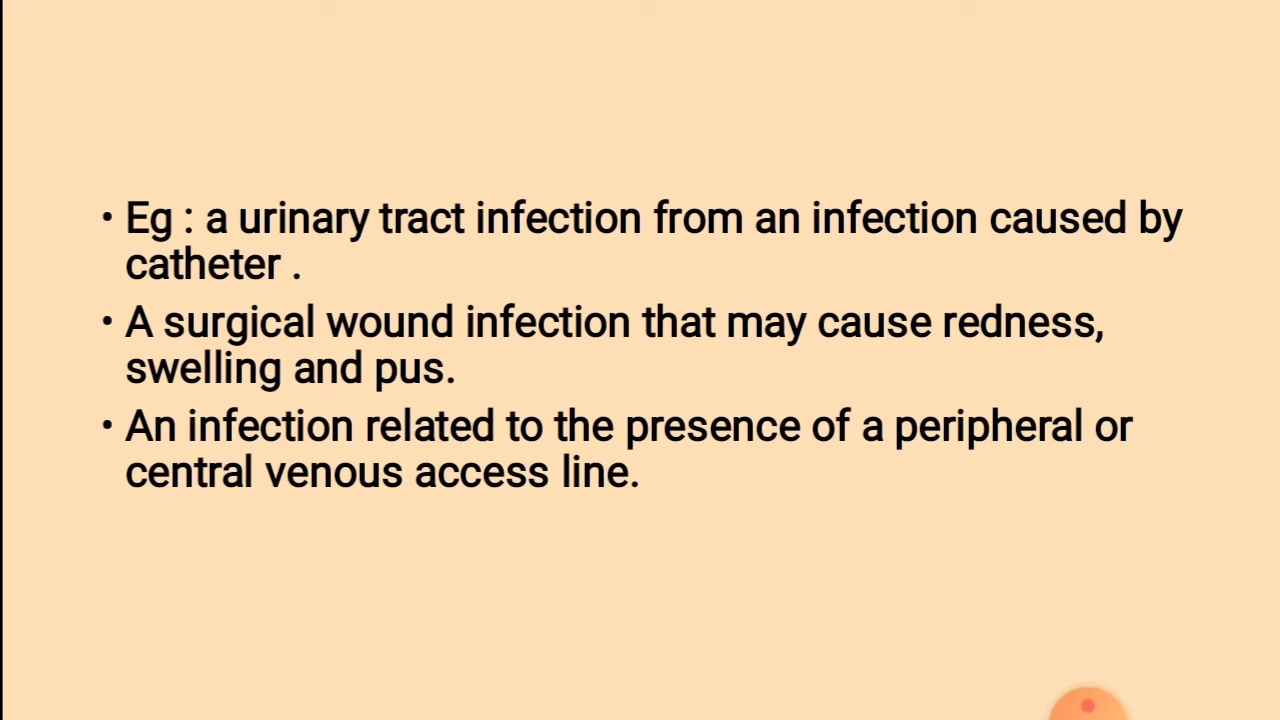 • Eg : a urinary tract infection from an infection caused by
catheter .
• A surgical wound infection that may cause redness,
swelling and pus.
• An infection related to the presence of a peripheral or
central venous access line.